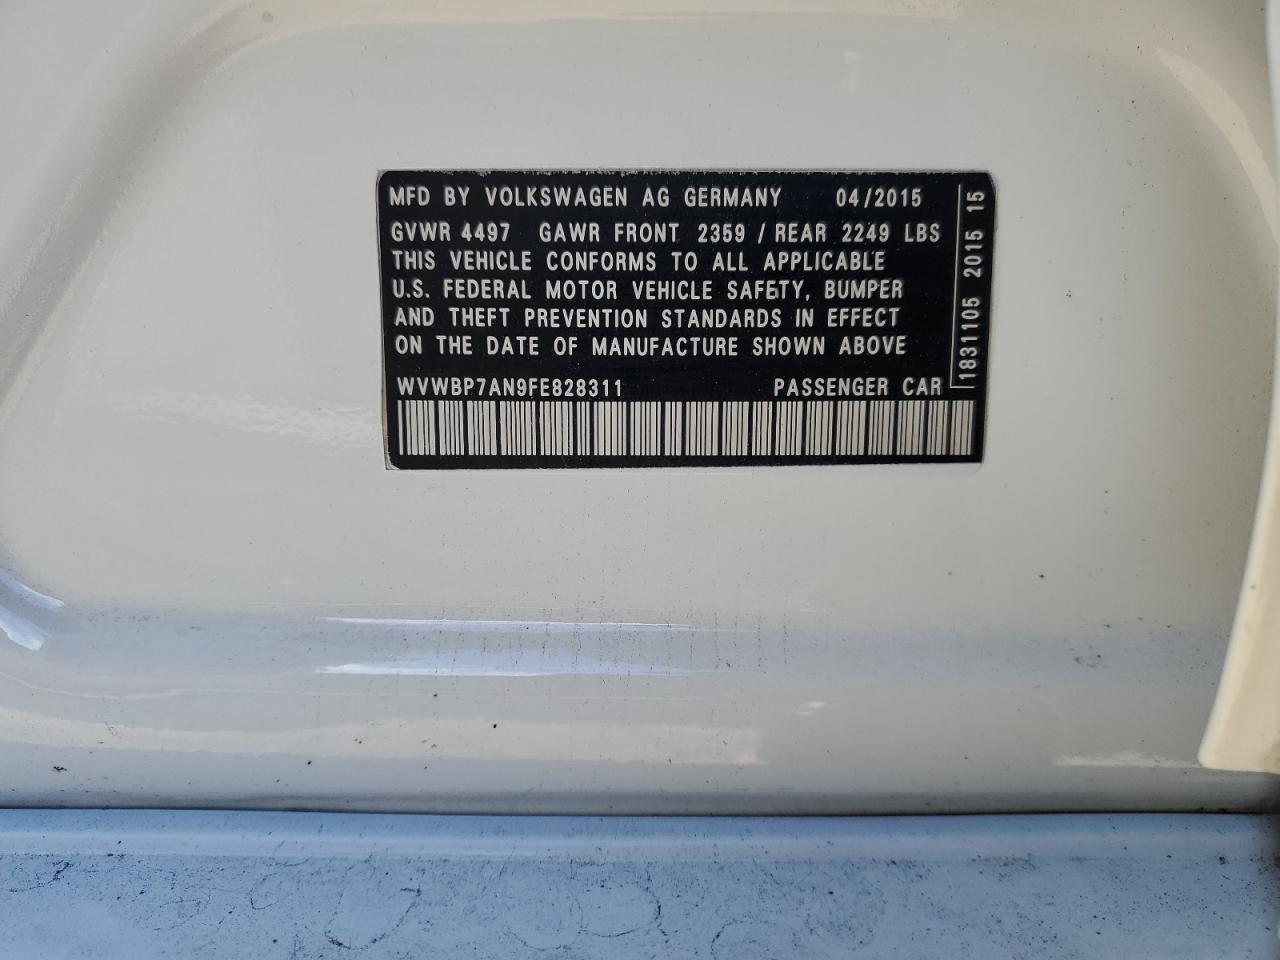 MFD BY VOLKSWAGEN AG GERMANY 04/2015
GVWR 4497 GAWR FRONT 2359 / REAR 2249 LBS
THIS VEHICLE CONFORMS TO ALL APPLICABLE
U.S. FEDERAL MOTOR VEHICLE SAFETY, BUMPER
AND THEFT PREVENTION STANDARDS IN EFFECT
ON THE DATE OF MANUFACTURE SHOWN ABOVE
WVWBP7AN9FE828311 PASSENGER CAR
1831105 2015 15